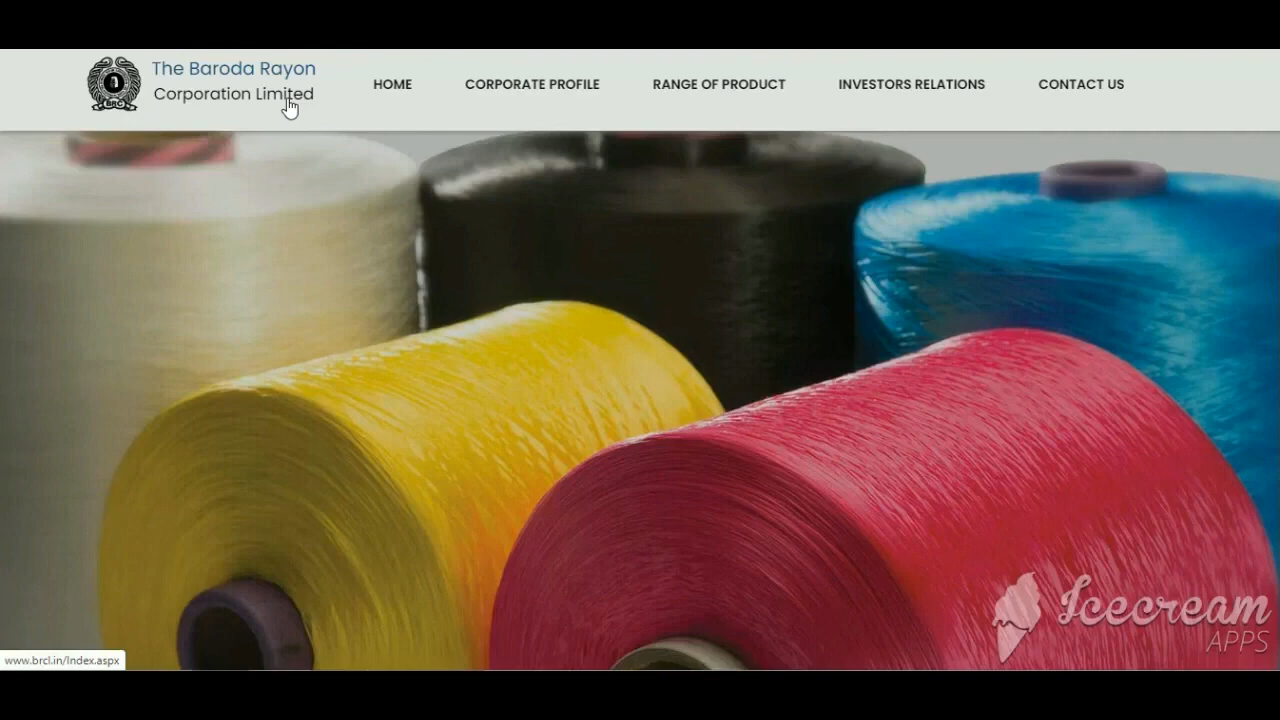 The Baroda Rayon
Corporation Limited
BRC
HOME
CORPORATE PROFILE
RANGE OF PRODUCT
INVESTORS RELATIONS
CONTACT US
Icecream
APPS
www.brcl.in/Index.aspx